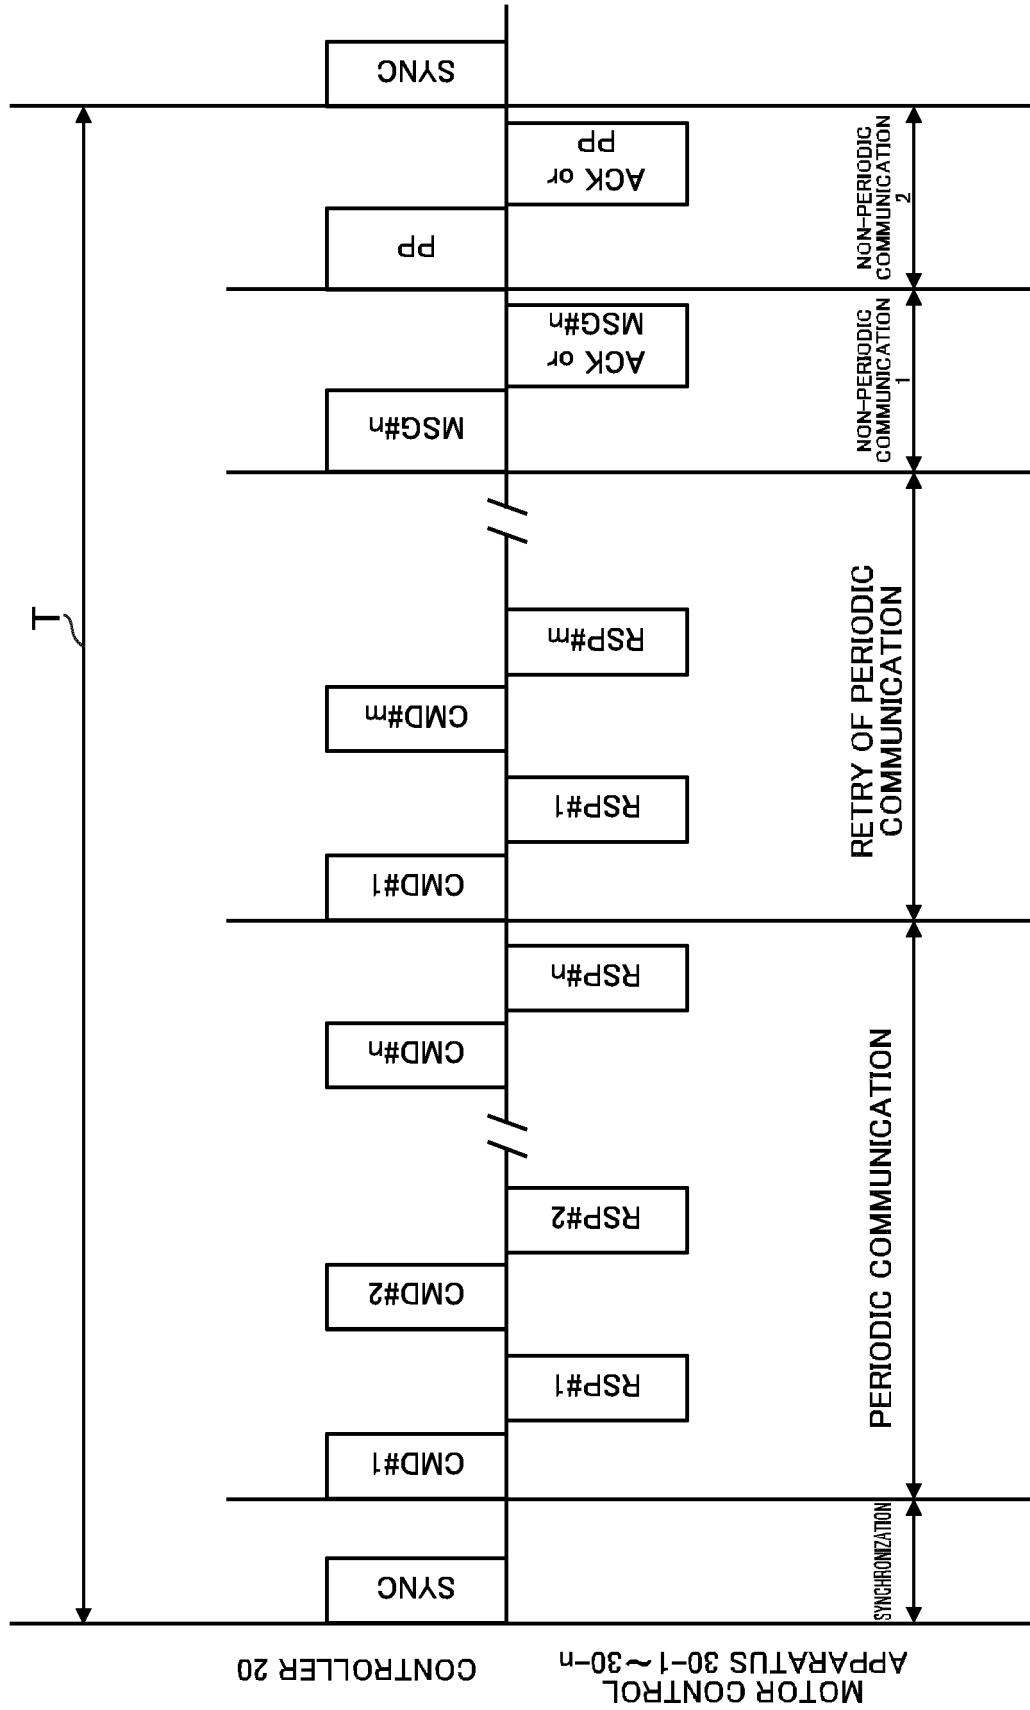 T
CONTROLLER 20
SYNC
CMD#1
CMD#2
CMD#n
CMD#1
CMD#m
MSG#n
PP
SYNC
MOTOR CONTROL
APPARATUS 30-1~30-n
RSP#1
RSP#2
RSP#n
RSP#1
RSP#m
ACK or
MSG#n
ACK or
PP
SYNCHRONIZATION
PERIODIC COMMUNICATION
RETRY OF PERIODIC
COMMUNICATION
NON-PERIODIC
COMMUNICATION
1
NON-PERIODIC
COMMUNICATION
2